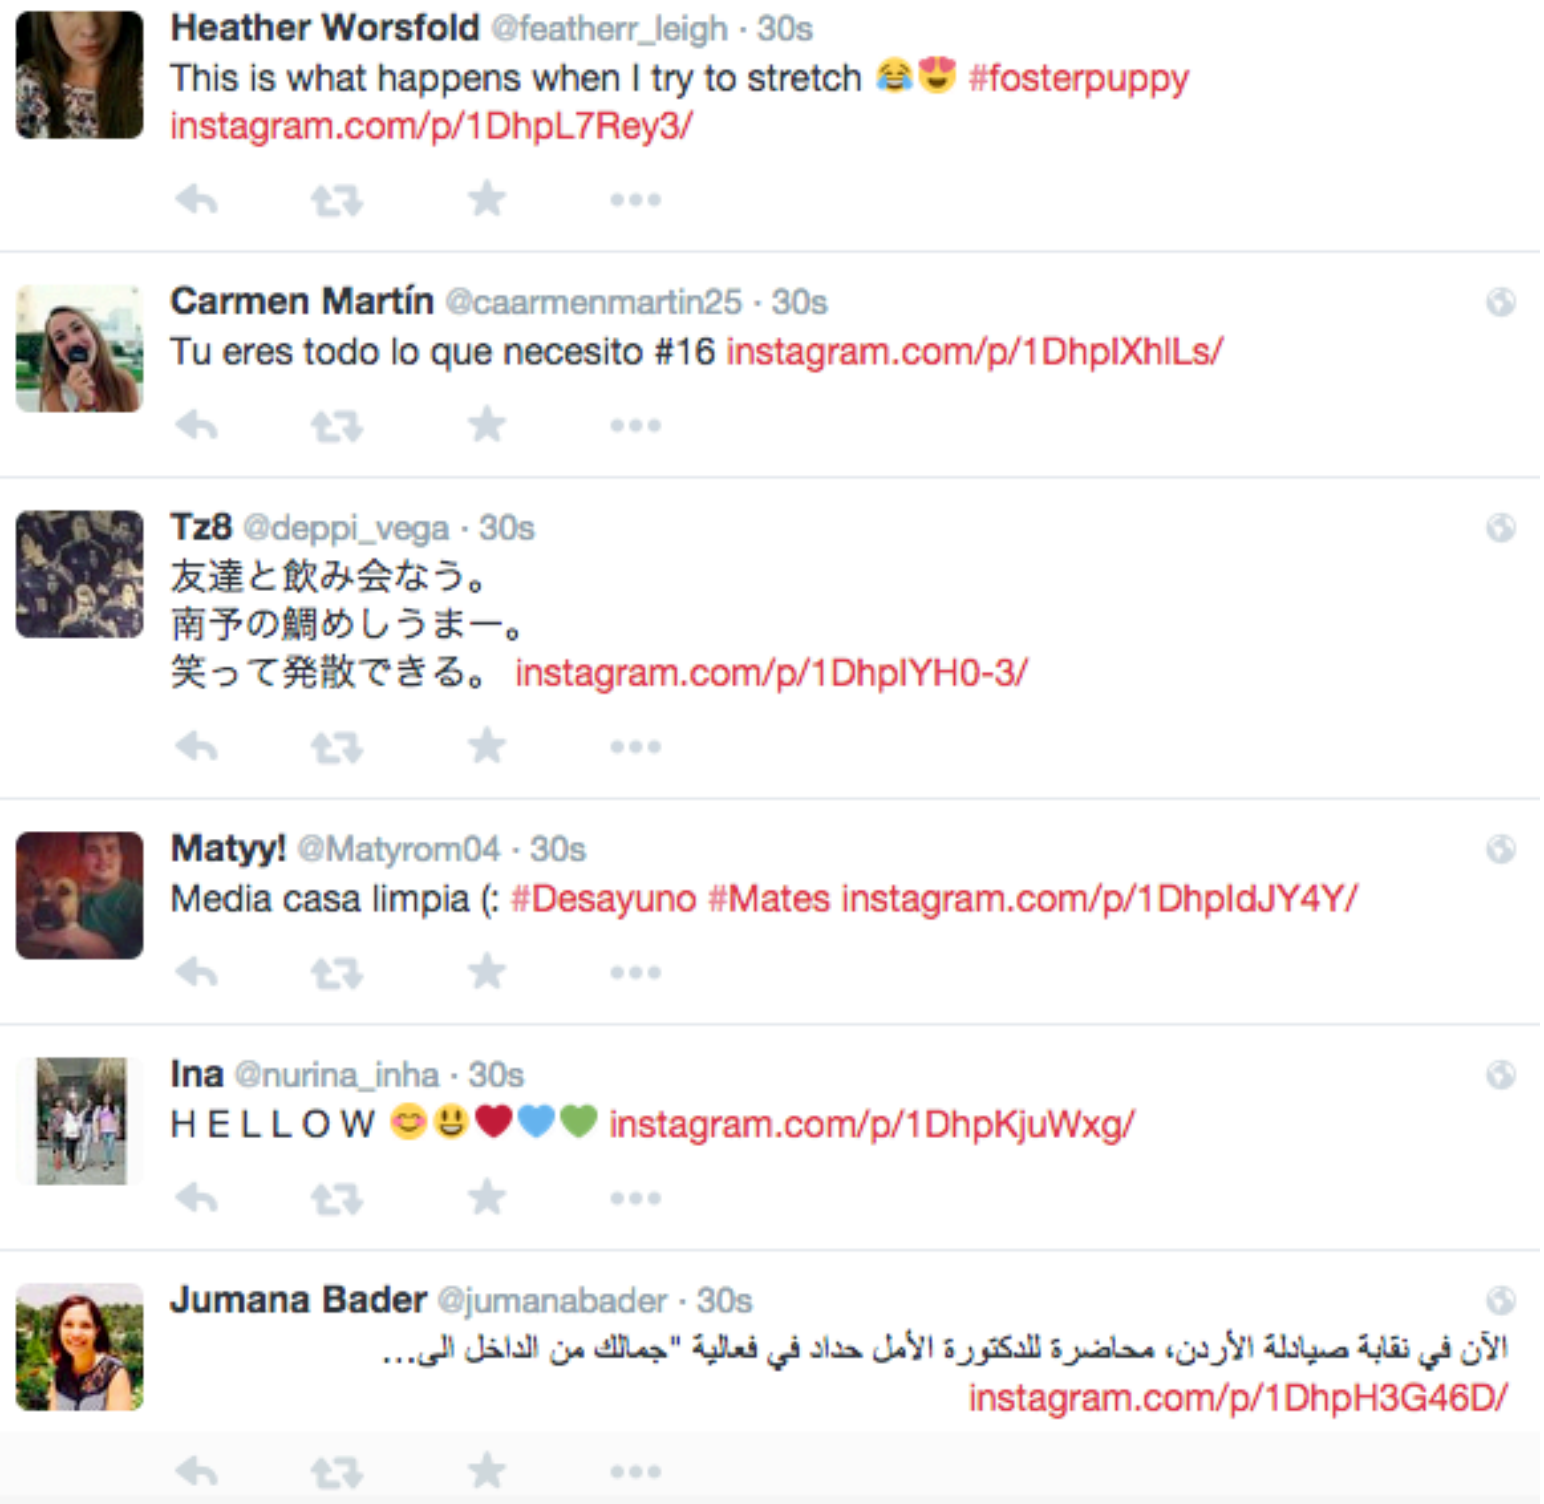 Heather Worsfold @featherr_leigh · 30s
This is what happens when I try to stretch 😂😍 #fosterpuppy
instagram.com/p/1DhpL7Rey3/
Carmen Martín @caarmenmartin25 · 30s
Tu eres todo lo que necesito #16 instagram.com/p/1DhpIXhlLs/
Tz8 @deppi_vega · 30s
友達と飲み会なう。
南予の鯛めしうまー。
笑って発散できる。 instagram.com/p/1DhpIYH0-3/
Matyy! @Matyrom04 · 30s
Media casa limpia (: #Desayuno #Mates instagram.com/p/1DhpIdJY4Y/
Ina @nurina_inha · 30s
H E L L O W 😊😃❤💙💚 instagram.com/p/1DhpKjuWxg/
Jumana Bader @jumanabader · 30s
الآن في نقابة صيادلة الأردن، محاضرة للدكتورة الأمل حداد في فعالية "جمالك من الداخل الى...
instagram.com/p/1DhpH3G46D/